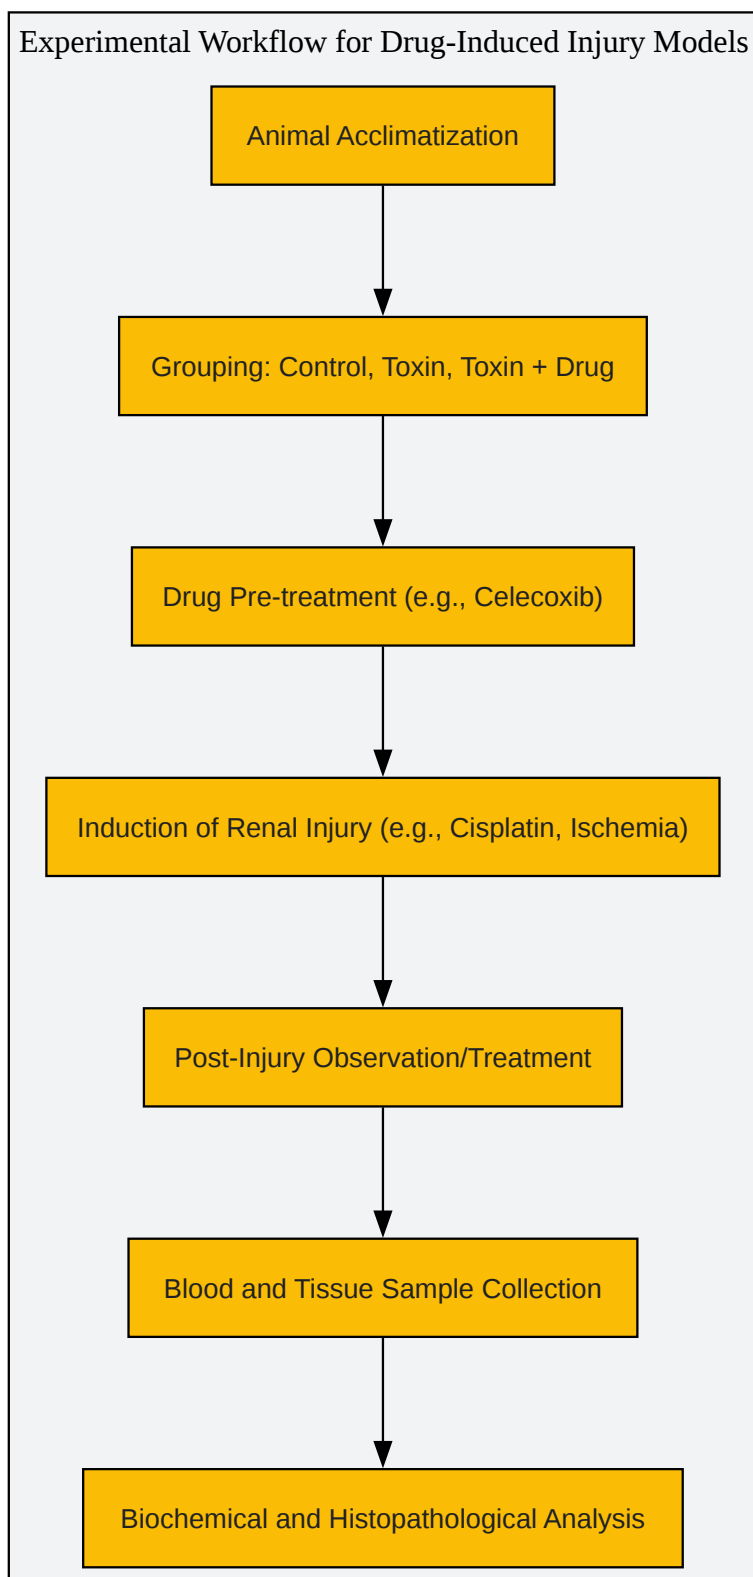 Experimental Workflow for Drug-Induced Injury Models
Animal Acclimatization
Grouping: Control, Toxin, Toxin + Drug
Drug Pre-treatment (e.g., Celecoxib)
Induction of Renal Injury (e.g., Cisplatin, Ischemia)
Post-Injury Observation/Treatment
Blood and Tissue Sample Collection
Biochemical and Histopathological Analysis